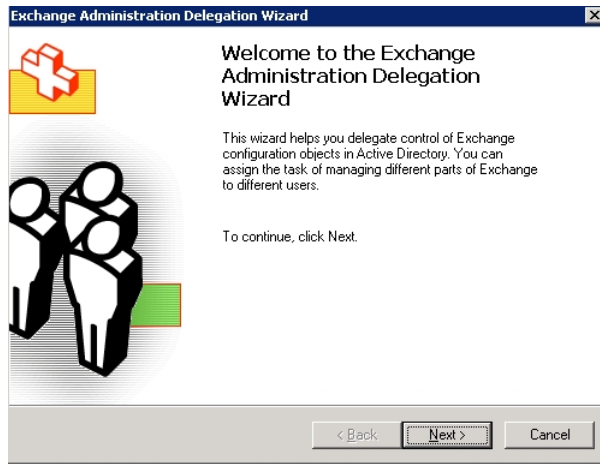 Exchange Administration Delegation Wizard
Welcome to the Exchange
Administration Delegation
Wizard
This wizard helps you delegate control of Exchange
configuration objects in Active Directory. You can
assign the task of managing different parts of Exchange
to different users.
To continue, click Next.
< Back Next > Cancel